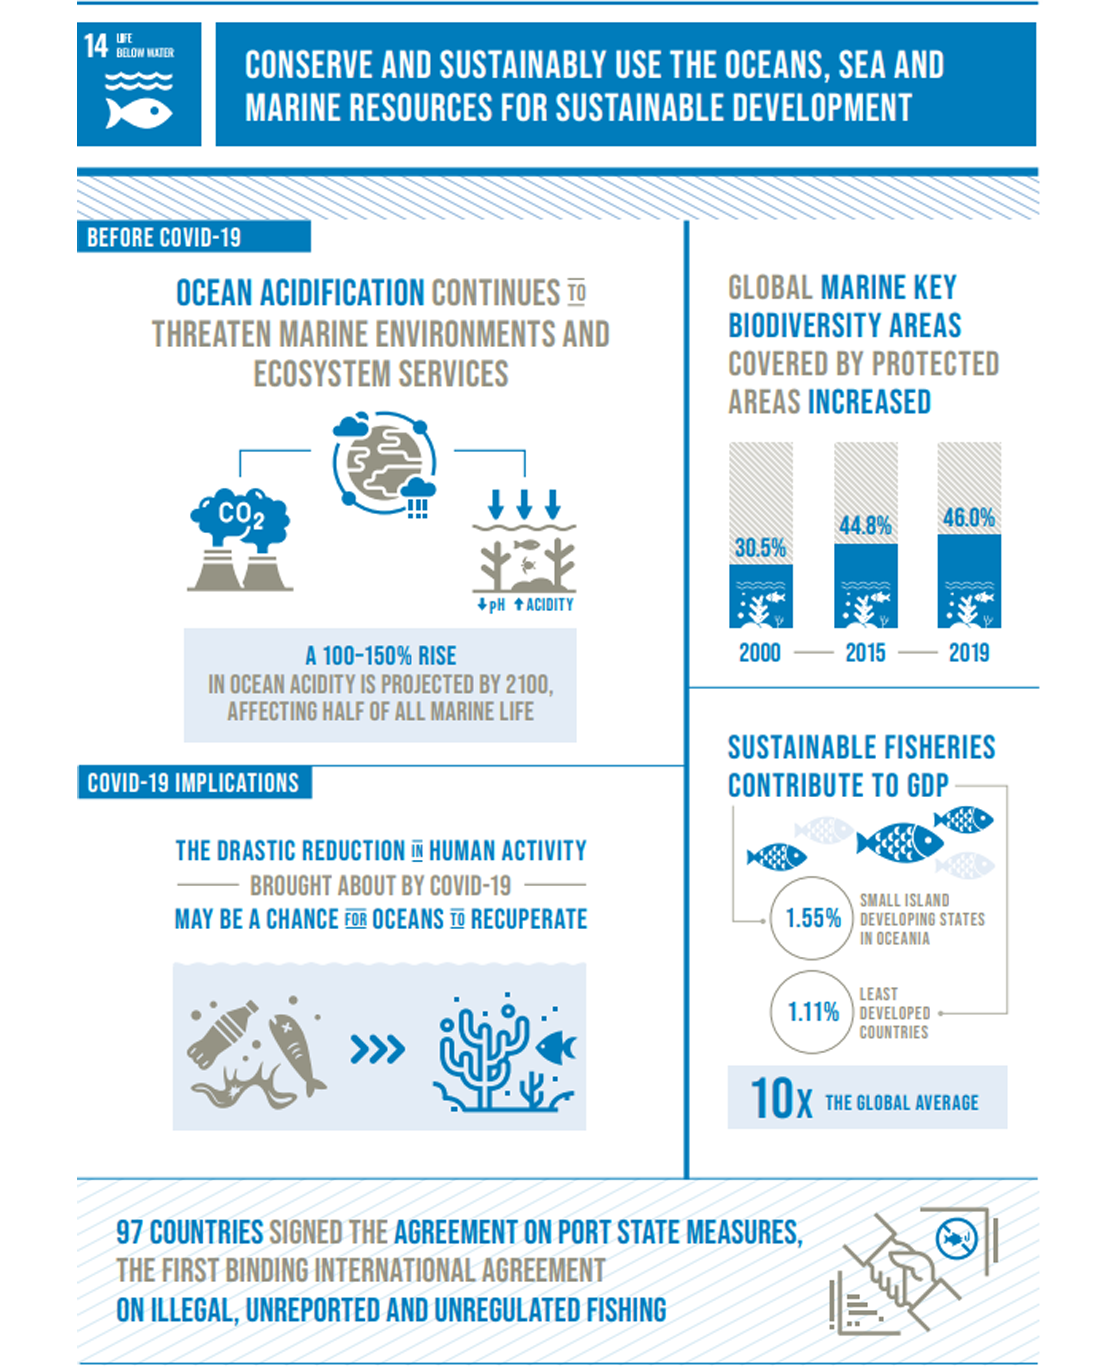 14 LIFE
BELOW WATER
CONSERVE AND SUSTAINABLY USE THE OCEANS, SEA AND
MARINE RESOURCES FOR SUSTAINABLE DEVELOPMENT
BEFORE COVID-19
OCEAN ACIDIFICATION CONTINUES TO
THREATEN MARINE ENVIRONMENTS AND
ECOSYSTEM SERVICES
CO2
↓pH ↑ACIDITY
A 100-150% RISE
IN OCEAN ACIDITY IS PROJECTED BY 2100,
AFFECTING HALF OF ALL MARINE LIFE
COVID-19 IMPLICATIONS
THE DRASTIC REDUCTION IN HUMAN ACTIVITY
BROUGHT ABOUT BY COVID-19
MAY BE A CHANCE FOR OCEANS TO RECUPERATE
GLOBAL MARINE KEY
BIODIVERSITY AREAS
COVERED BY PROTECTED
AREAS INCREASED
30.5% 44.8% 46.0%
2000 2015 2019
SUSTAINABLE FISHERIES
CONTRIBUTE TO GDP
1.55%
SMALL ISLAND
DEVELOPING STATES
IN OCEANIA
1.11%
LEAST
DEVELOPED
COUNTRIES
10X THE GLOBAL AVERAGE
97 COUNTRIES SIGNED THE AGREEMENT ON PORT STATE MEASURES,
THE FIRST BINDING INTERNATIONAL AGREEMENT
ON ILLEGAL, UNREPORTED AND UNREGULATED FISHING